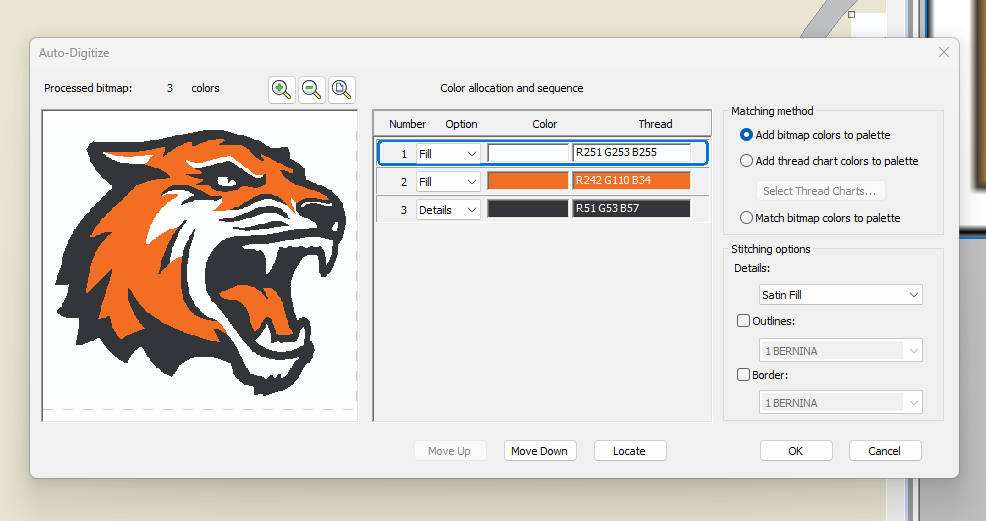 Auto-Digitize
Processed bitmap: 3 colors
Color allocation and sequence
Number Option Color Thread
1 Fill R251 G253 B255
2 Fill R242 G110 B34
3 Details R51 G53 B57
Matching method
Add bitmap colors to palette
Add thread chart colors to palette
Select Thread Charts...
Match bitmap colors to palette
Stitching options
Details:
Satin Fill
Outlines:
1 BERNINA
Border:
1 BERNINA
Move Up Move Down Locate OK Cancel